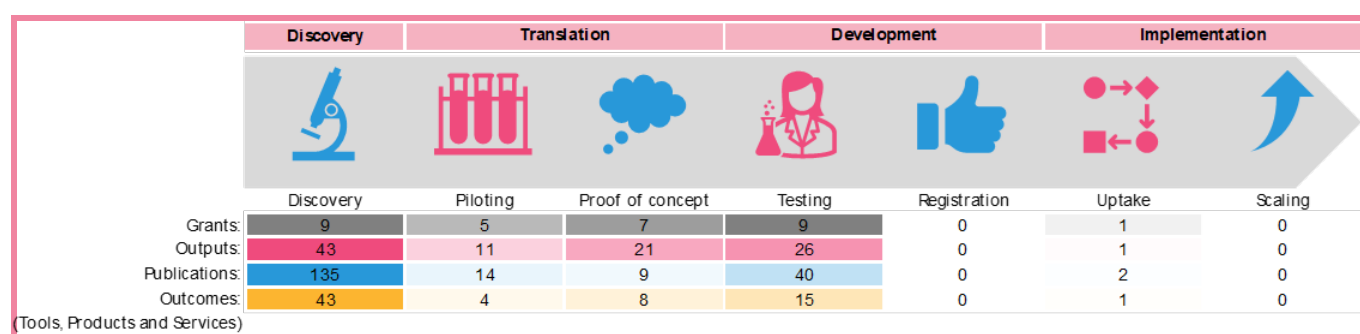 Discovery Translation Development Implementation
Discovery Piloting Proof of concept Testing Registration Uptake Scaling
Grants: 9 5 7 9 0 1 0
Outputs: 43 11 21 26 0 1 0
Publications: 135 14 9 40 0 2 0
Outcomes: 43 4 8 15 0 1 0
(Tools, Products and Services)